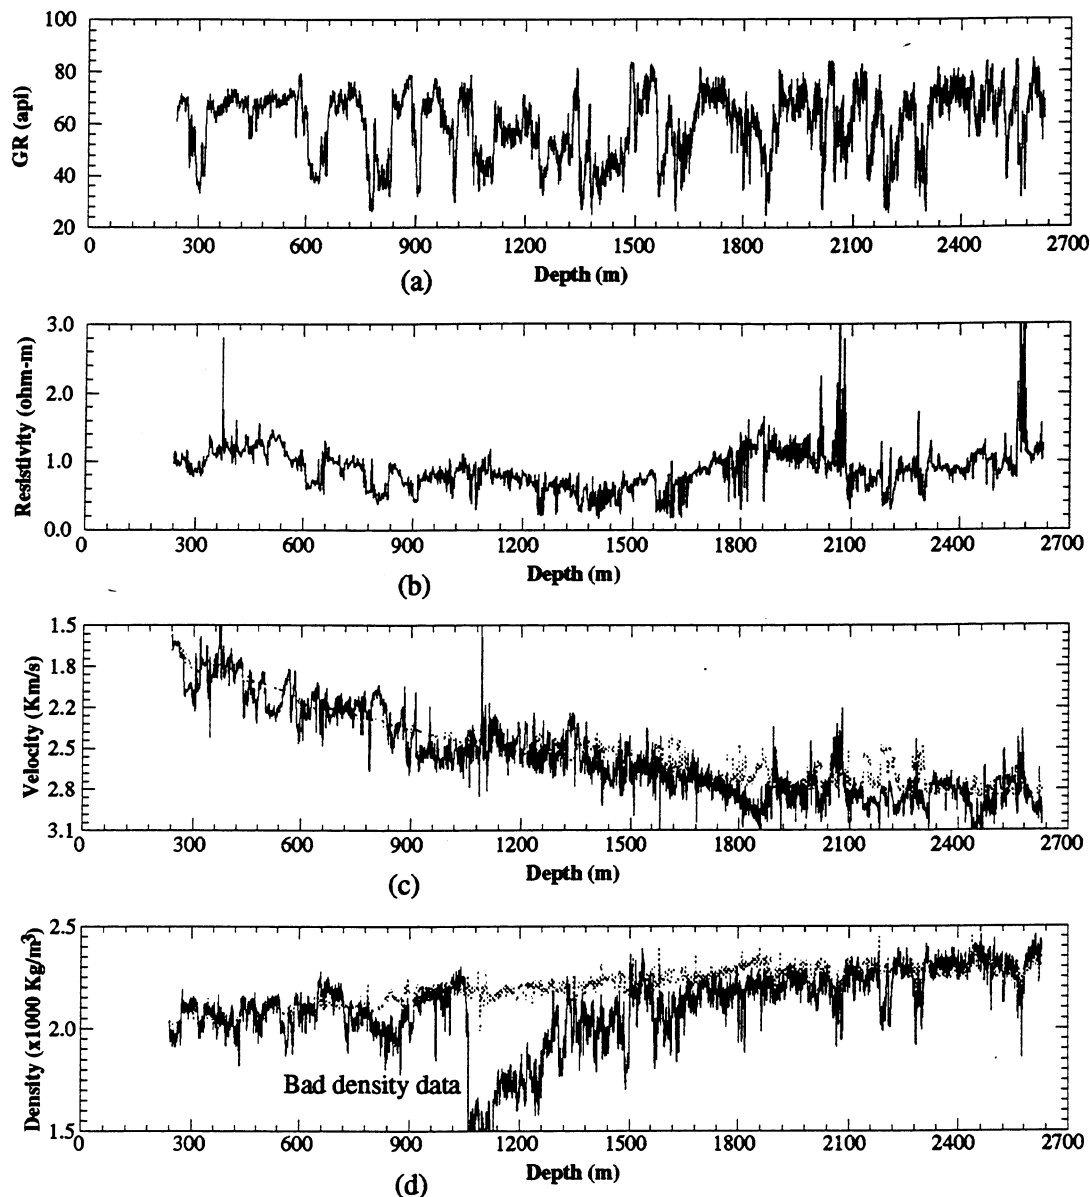 100
80
60
40
20
GR (api)
0 300 600 900 1200 1500 1800 2100 2400 2700
Depth (m)
(a)
3.0
2.0
1.0
0.0
Resistivity (ohm-m)
0 300 600 900 1200 1500 1800 2100 2400 2700
Depth (m)
(b)
1.5
1.8
2.2
2.5
2.8
3.1
Velocity (Km/s)
0 300 600 900 1200 1500 1800 2100 2400 2700
Depth (m)
(c)
2.5
2.0
1.5
Density (x1000 Kg/m³)
Bad density data
0 300 600 900 1200 1500 1800 2100 2400 2700
Depth (m)
(d)